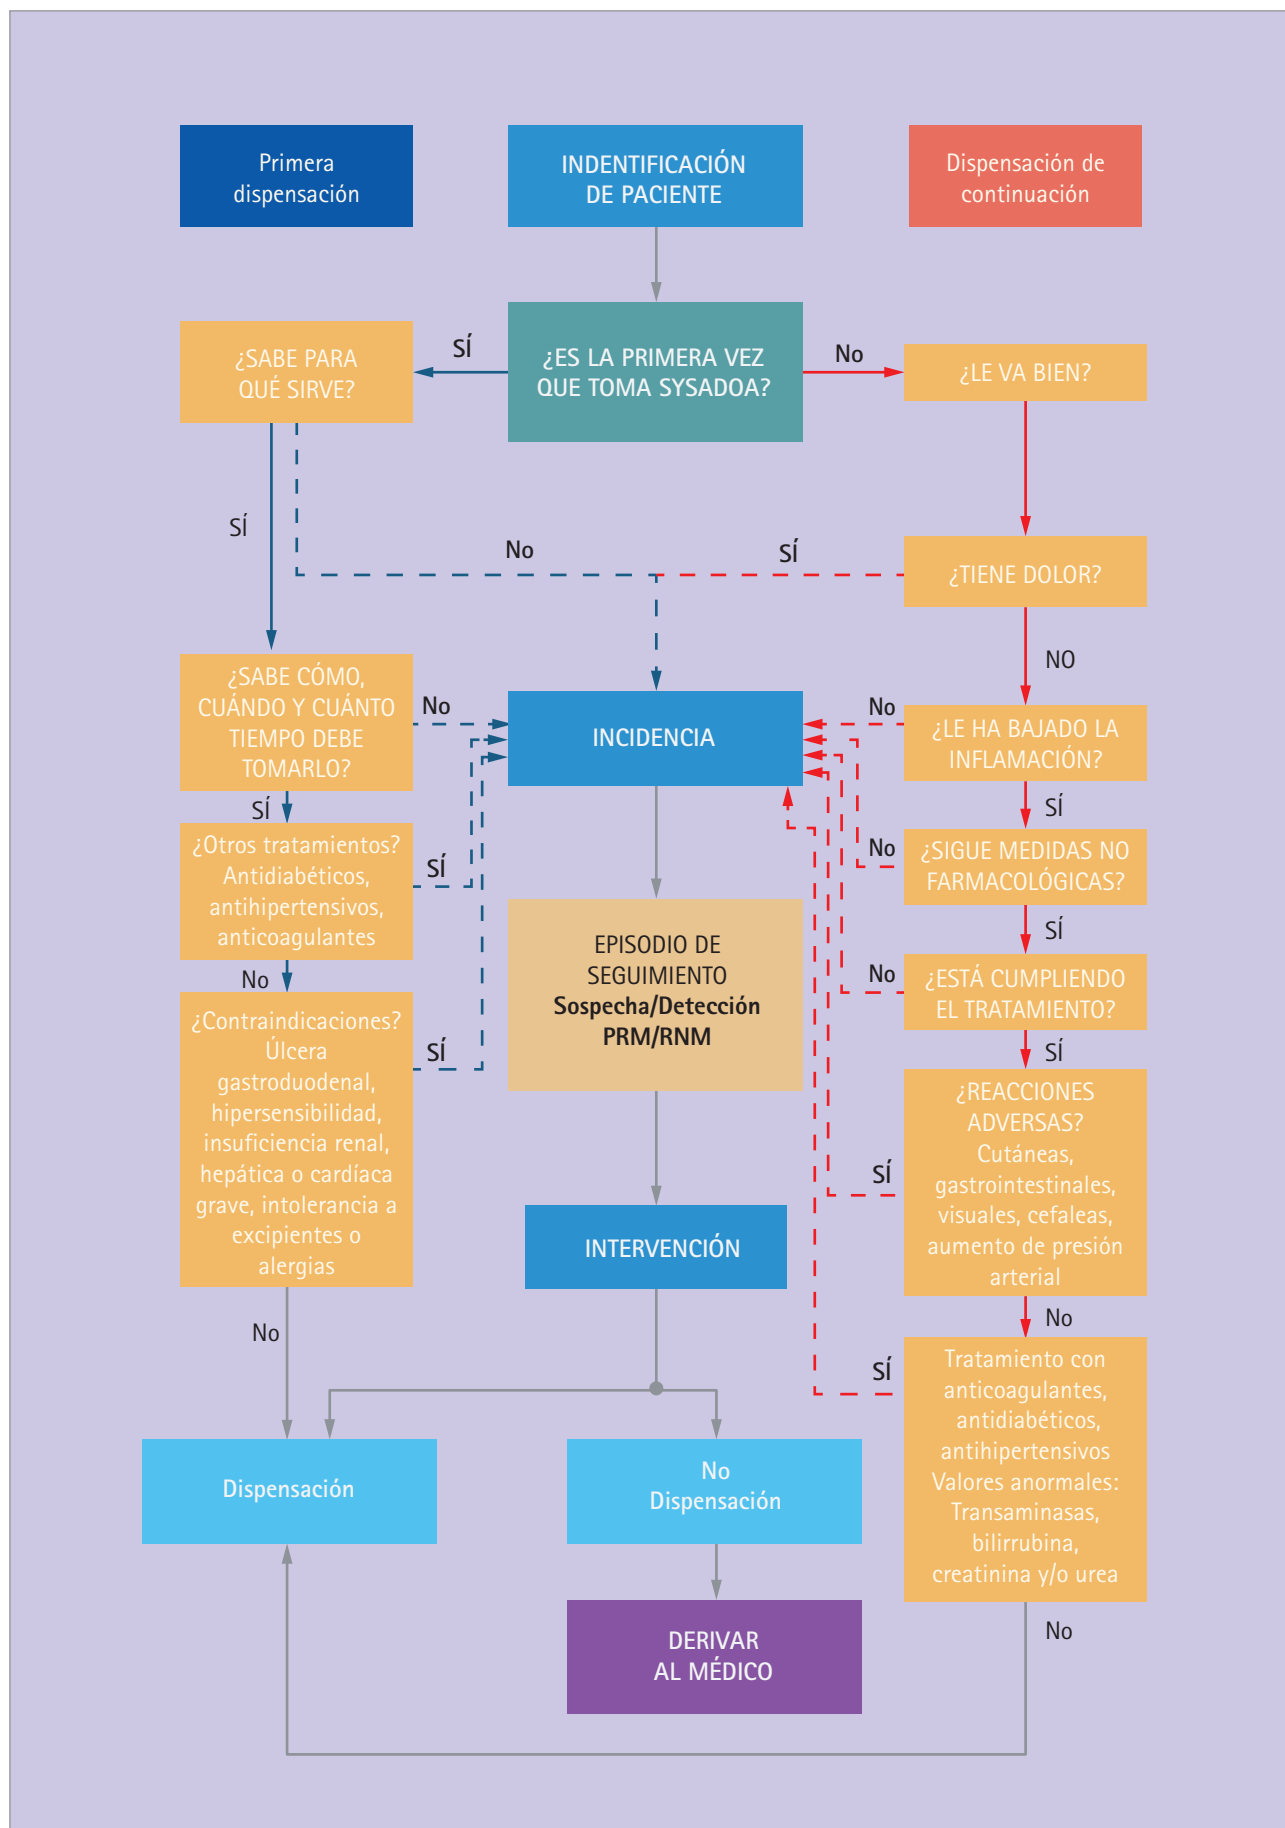 Primera
dispensación
INDENTIFICACIÓN
DE PACIENTE
Dispensación de
continuación
¿SABE PARA
QUÉ SIRVE?
SÍ
¿ES LA PRIMERA VEZ
QUE TOMA SYSADOA?
No
¿LE VA BIEN?
SÍ
No
SÍ
¿TIENE DOLOR?
NO
¿SABE CÓMO,
CUÁNDO Y CUÁNTO
TIEMPO DEBE
TOMARLO?
No
INCIDENCIA
No
¿LE HA BAJADO LA
INFLAMACIÓN?
SÍ
SÍ
¿Otros tratamientos?
Antidiabéticos,
antihipertensivos,
anticoagulantes
SÍ
No
¿SIGUE MEDIDAS NO
FARMACOLÓGICAS?
SÍ
No
EPISODIO DE
SEGUIMIENTO
Sospecha/Detección
PRM/RNM
No
¿ESTÁ CUMPLIENDO
EL TRATAMIENTO?
SÍ
¿Contraindicaciones?
Úlcera
gastroduodenal,
hipersensibilidad,
insuficiencia renal,
hepática o cardíaca
grave, intolerancia a
excipientes o
alergias
SÍ
No
INTERVENCIÓN
SÍ
¿REACCIONES
ADVERSAS?
Cutáneas,
gastrointestinales,
visuales, cefaleas,
aumento de presión
arterial
No
SÍ
Tratamiento con
anticoagulantes,
antidiabéticos,
antihipertensivos
Valores anormales:
Transaminasas,
bilirrubina,
creatinina y/o urea
No
Dispensación
No
Dispensación
DERIVAR
AL MÉDICO